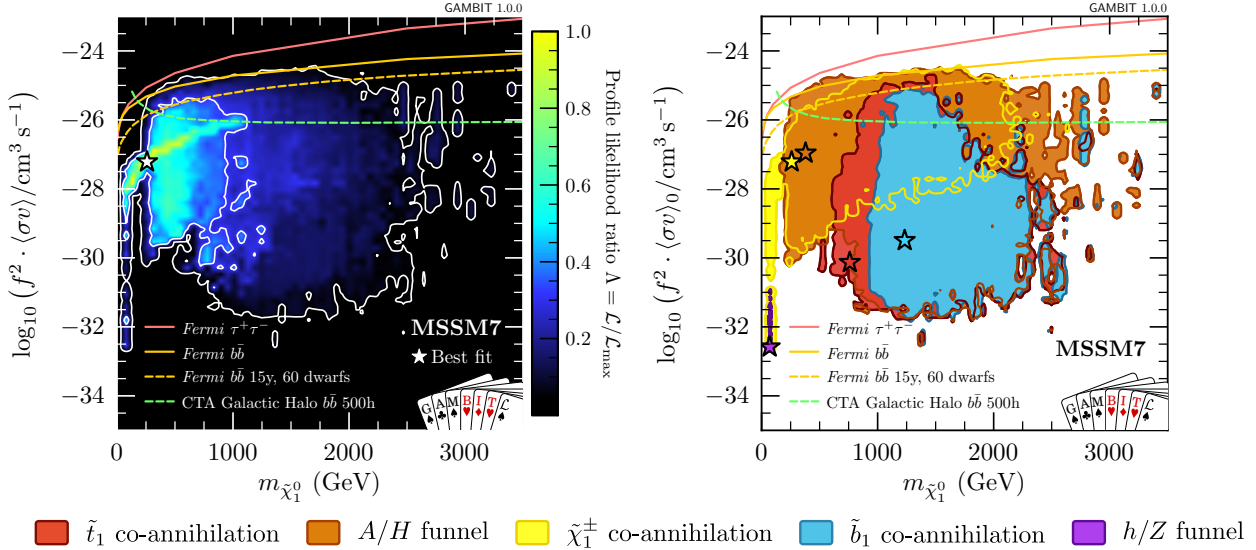 GAMBIT 1.0.0
−24
−26
−28
−30
−32
−34
log₁₀ (f² · ⟨σv⟩/cm³ s⁻¹)
Fermi τ⁺τ⁻
Fermi bb̄
Fermi bb̄ 15y, 60 dwarfs
CTA Galactic Halo bb̄ 500h
MSSM7
Best fit
G A M B I T L
0 1000 2000 3000
m_χ̃₁⁰ (GeV)
1.0
0.8
0.6
0.4
0.2
Profile likelihood ratio Λ = ℒ/ℒmax
GAMBIT 1.0.0
−24
−26
−28
−30
−32
−34
log₁₀ (f² · ⟨σv⟩₀/cm³ s⁻¹)
Fermi τ⁺τ⁻
Fermi bb̄
Fermi bb̄ 15y, 60 dwarfs
CTA Galactic Halo bb̄ 500h
MSSM7
G A M B I T L
0 1000 2000 3000
m_χ̃₁⁰ (GeV)
t̃₁ co-annihilation A/H funnel χ̃₁± co-annihilation b̃₁ co-annihilation h/Z funnel